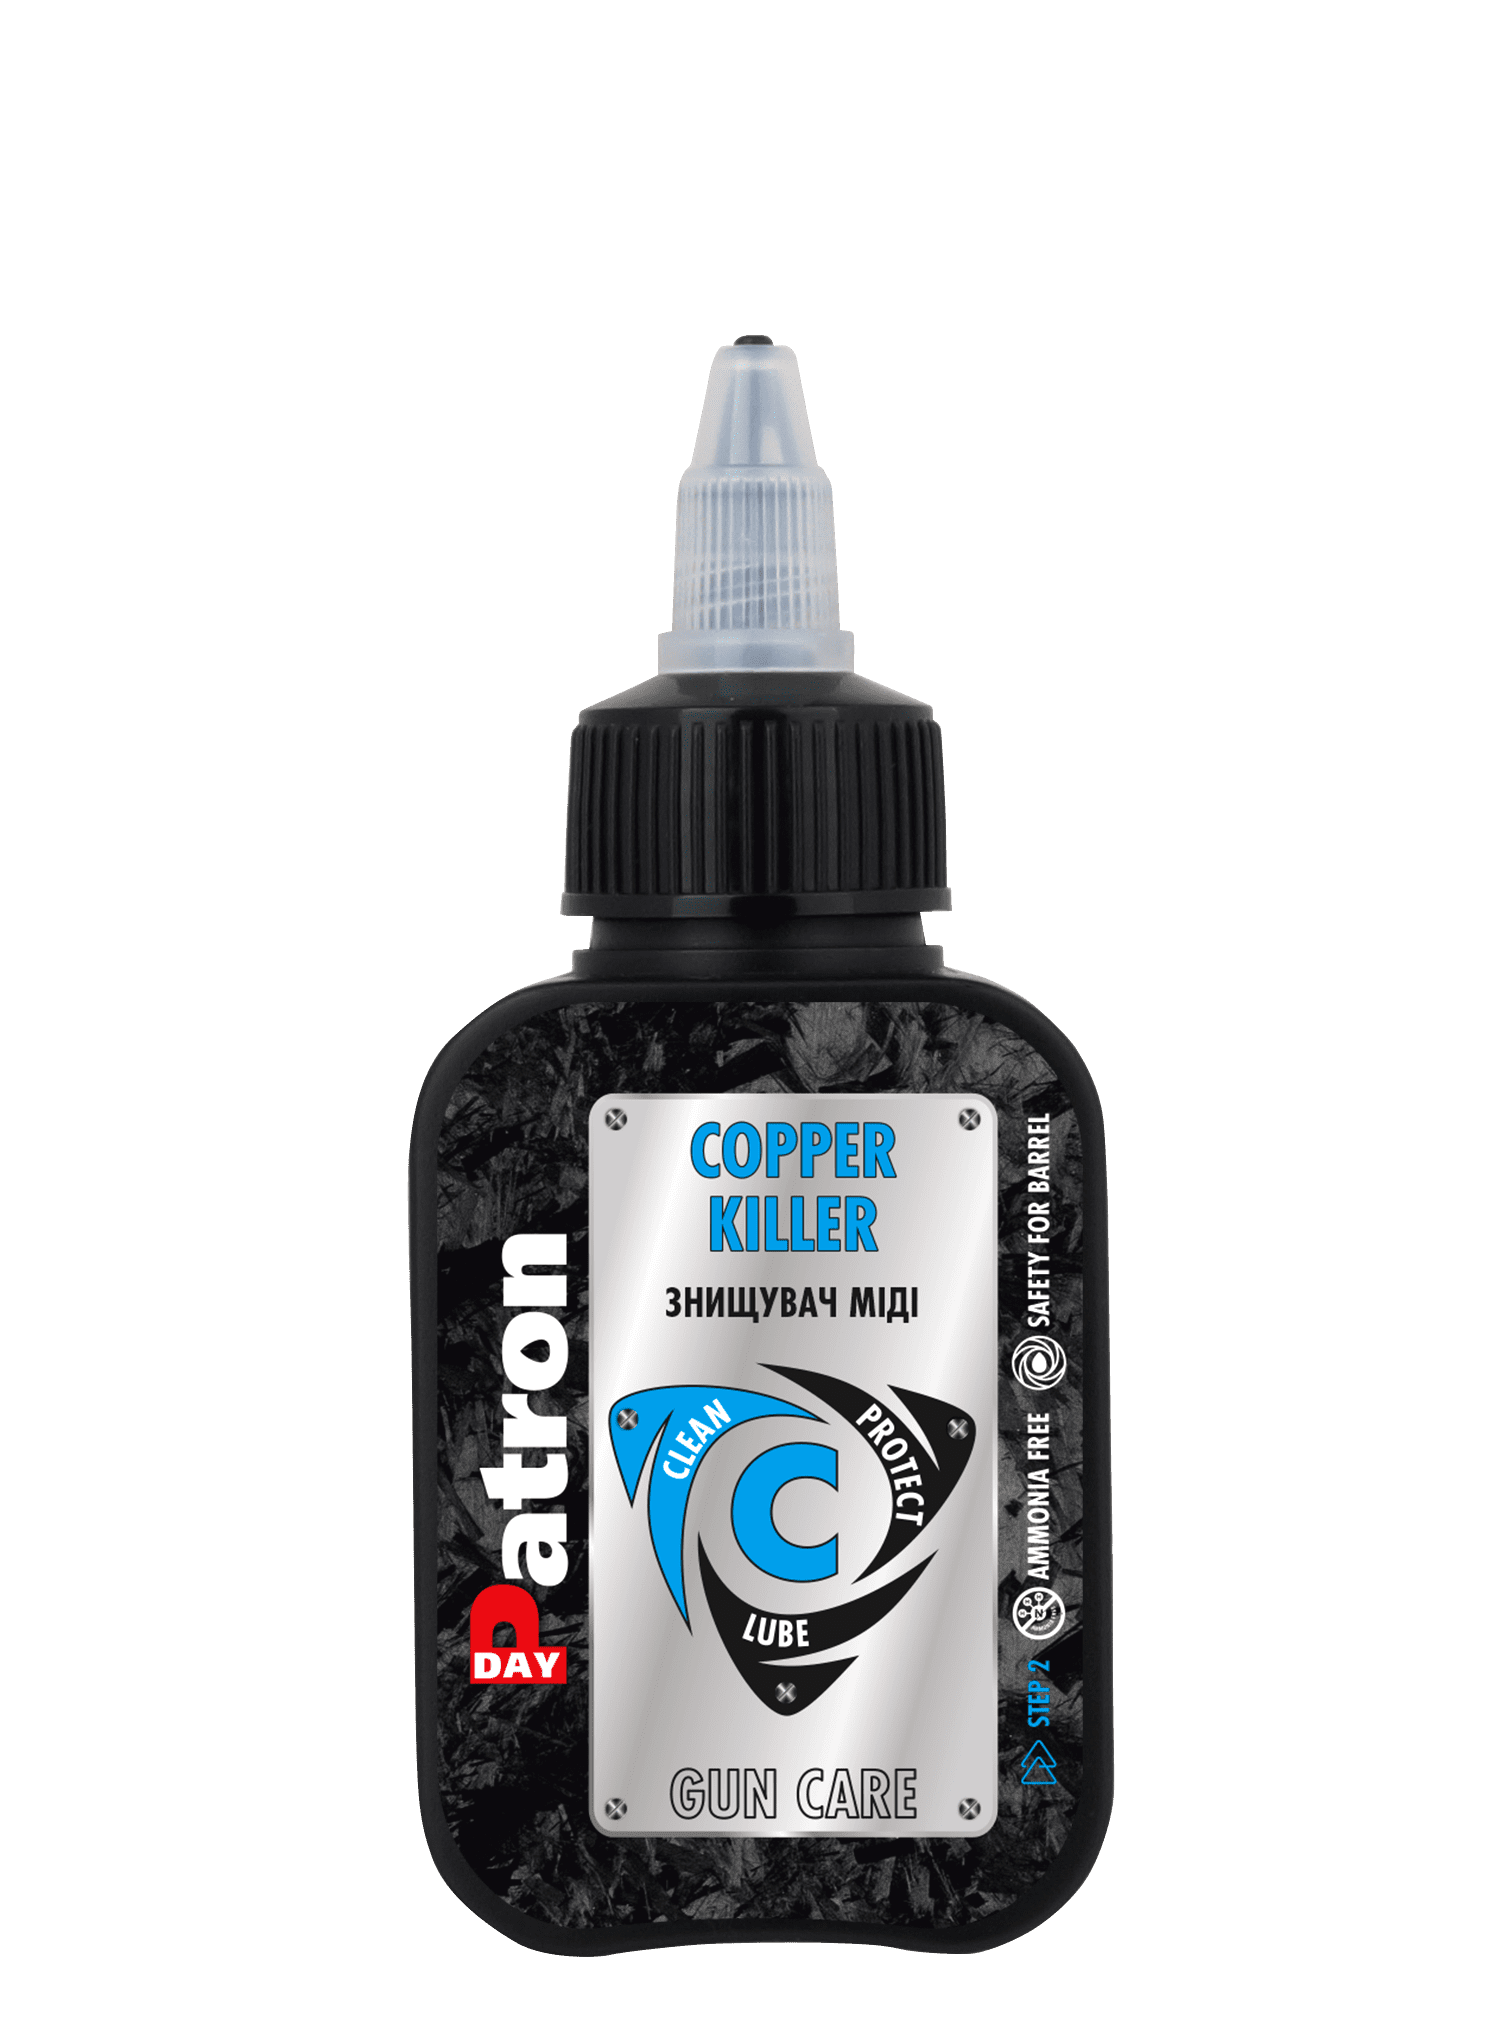 COPPER
KILLER
ЗНИЩУВАЧ МІДІ
CLEAN
PROTECT
C
LUBE
GUN CARE
Patron
DAY
STEP 2
AMMONIA FREE
SAFETY FOR BARREL